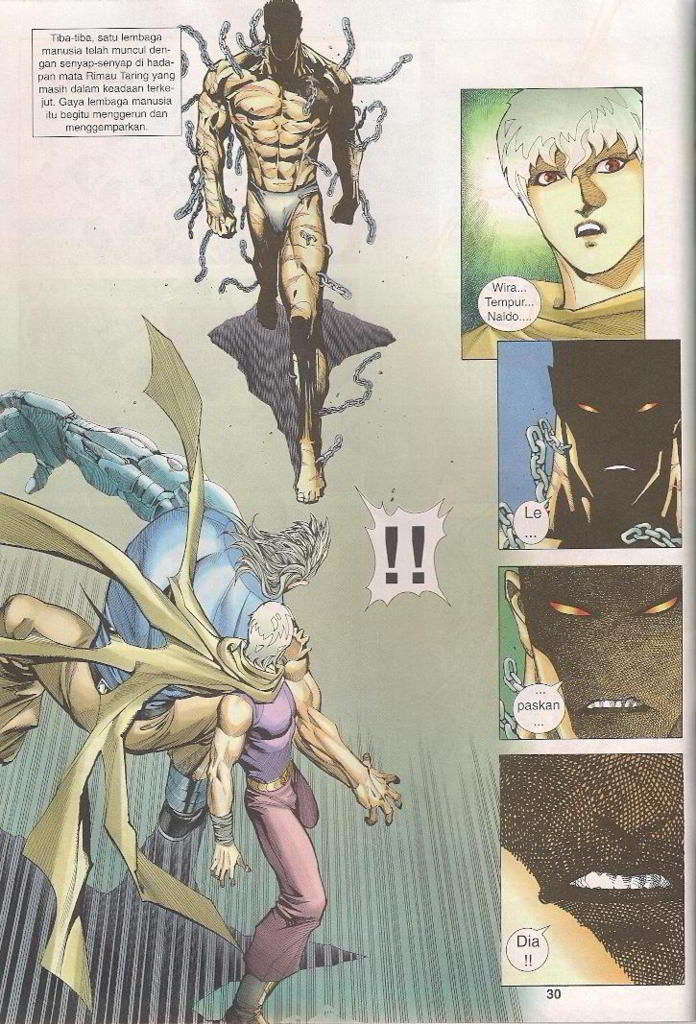 Tiba-tiba, satu lembaga
manusia telah muncul den-
gan senyap-senyap di hada-
pan mata Rimau Taring yang
masih dalam keadaan terke-
jut. Gaya lembaga manusia
itu begitu menggerun dan
menggemparkan.
Wira...
Tempur...
Naldo....
Le
...
!!
...
paskan
...
Dia
!!
30